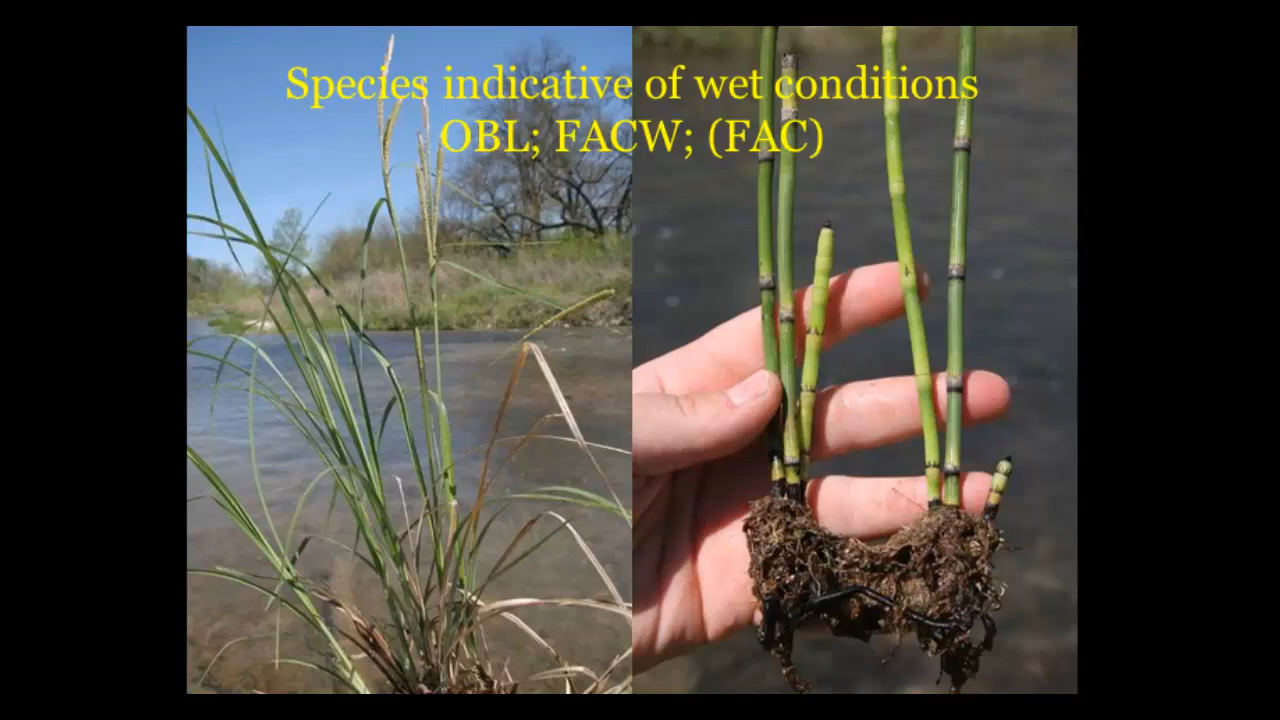 Species indicative of wet conditions
OBL; FACW; (FAC)